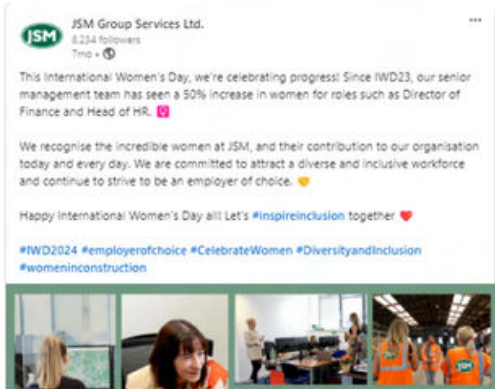 JSM
JSM Group Services Ltd.
8,234 followers
7mo •
This International Women's Day, we're celebrating progress! Since IWD23, our senior
management team has seen a 50% increase in women for roles such as Director of
Finance and Head of HR.
We recognise the incredible women at JSM, and their contribution to our organisation
today and every day. We are committed to attract a diverse and inclusive workforce
and continue to strive to be an employer of choice.
Happy International Women's Day all! Let's #inspireinclusion together
#IWD2024 #employerofchoice #CelebrateWomen #DiversityandInclusion
#womeninconstruction